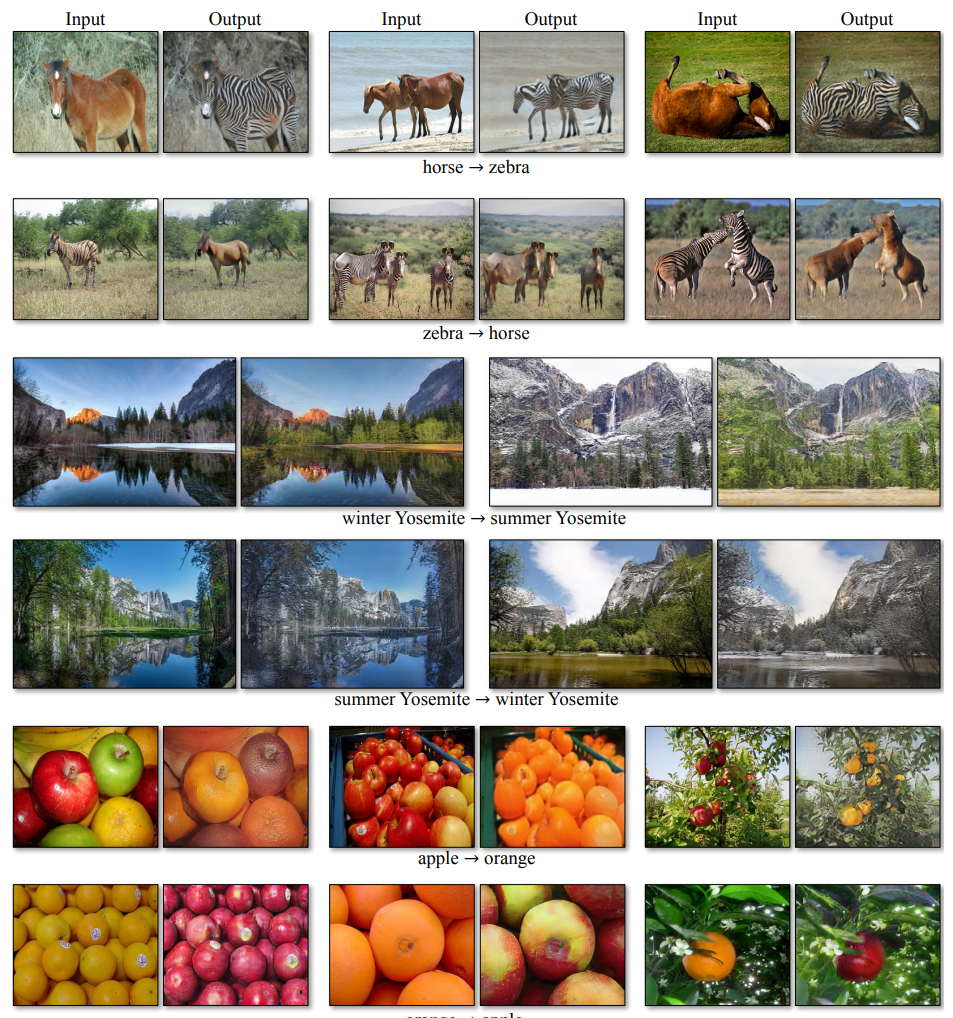 Input Output Input Output Input Output
horse → zebra
zebra → horse
winter Yosemite → summer Yosemite
summer Yosemite → winter Yosemite
apple → orange